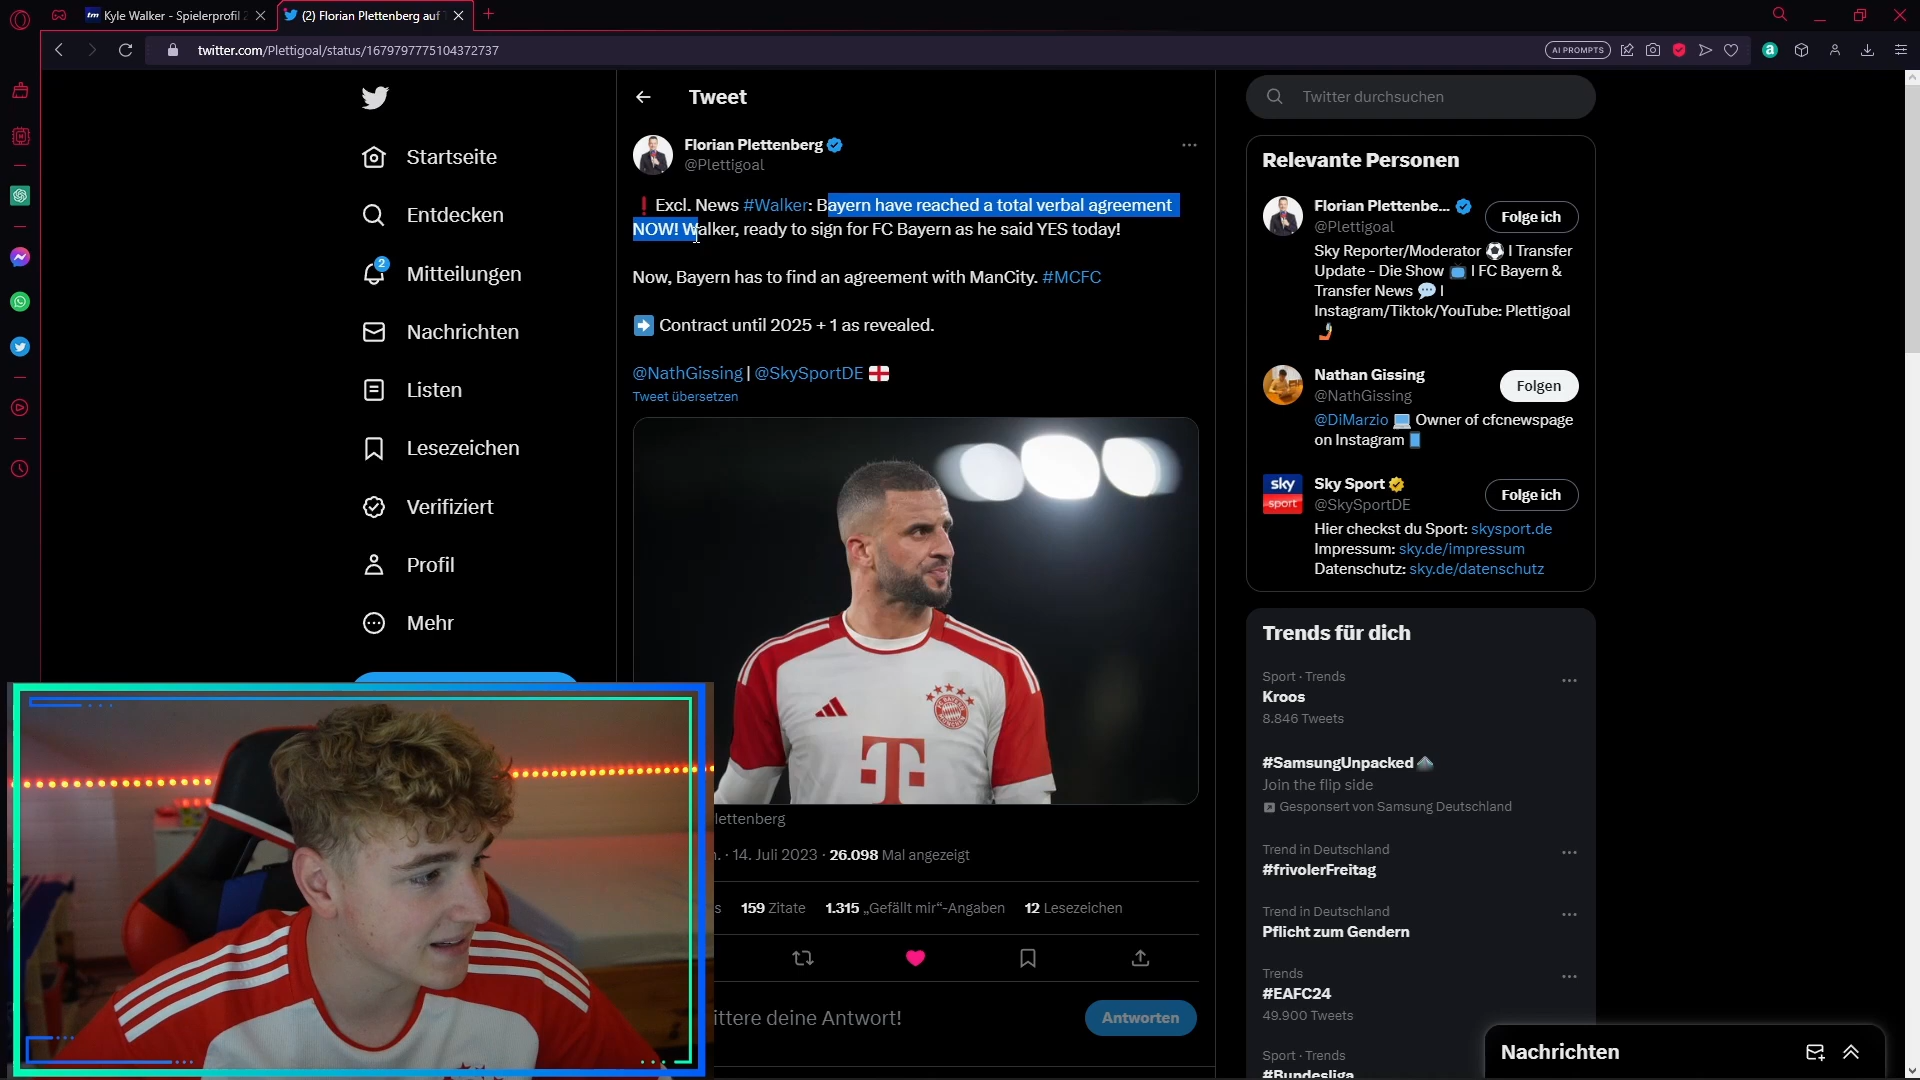 Kyle Walker - Spielerprofil 2
(2) Florian Plettenberg auf
twitter.com/Plettigoal/status/1679797775104372737
AI PROMPTS
Startseite
Entdecken
2
Mitteilungen
Nachrichten
Listen
Lesezeichen
Verifiziert
Profil
Mehr
Tweet
Florian Plettenberg
@Plettigoal
❗Excl. News #Walker: Bayern have reached a total verbal agreement
NOW! Walker, ready to sign for FC Bayern as he said YES today!
Now, Bayern has to find an agreement with ManCity. #MCFC
➡️ Contract until 2025 + 1 as revealed.
@NathGissing | @SkySportDE 🏴󠁧󠁢󠁥󠁮󠁧󠁿
Tweet übersetzen
T
lettenberg
. · 14. Juli 2023 · 26.098 Mal angezeigt
s 159 Zitate 1.315 „Gefällt mir“-Angaben 12 Lesezeichen
ittere deine Antwort!
Antworten
Twitter durchsuchen
Relevante Personen
Florian Plettenbe...
@Plettigoal
Folge ich
Sky Reporter/Moderator ⚽ I Transfer
Update - Die Show 📺 I FC Bayern &
Transfer News 💬 I
Instagram/Tiktok/YouTube: Plettigoal
🤳
Nathan Gissing
@NathGissing
Folgen
@DiMarzio 💻 Owner of cfcnewspage
on Instagram 📱
sky
sport
Sky Sport
@SkySportDE
Folge ich
Hier checkst du Sport: skysport.de
Impressum: sky.de/impressum
Datenschutz: sky.de/datenschutz
Trends für dich
Sport · Trends
Kroos
8.846 Tweets
#SamsungUnpacked
Join the flip side
Gesponsert von Samsung Deutschland
Trend in Deutschland
#frivolerFreitag
Trend in Deutschland
Pflicht zum Gendern
Trends
#EAFC24
49.900 Tweets
Sport · Trends
#Bundesliga
Nachrichten